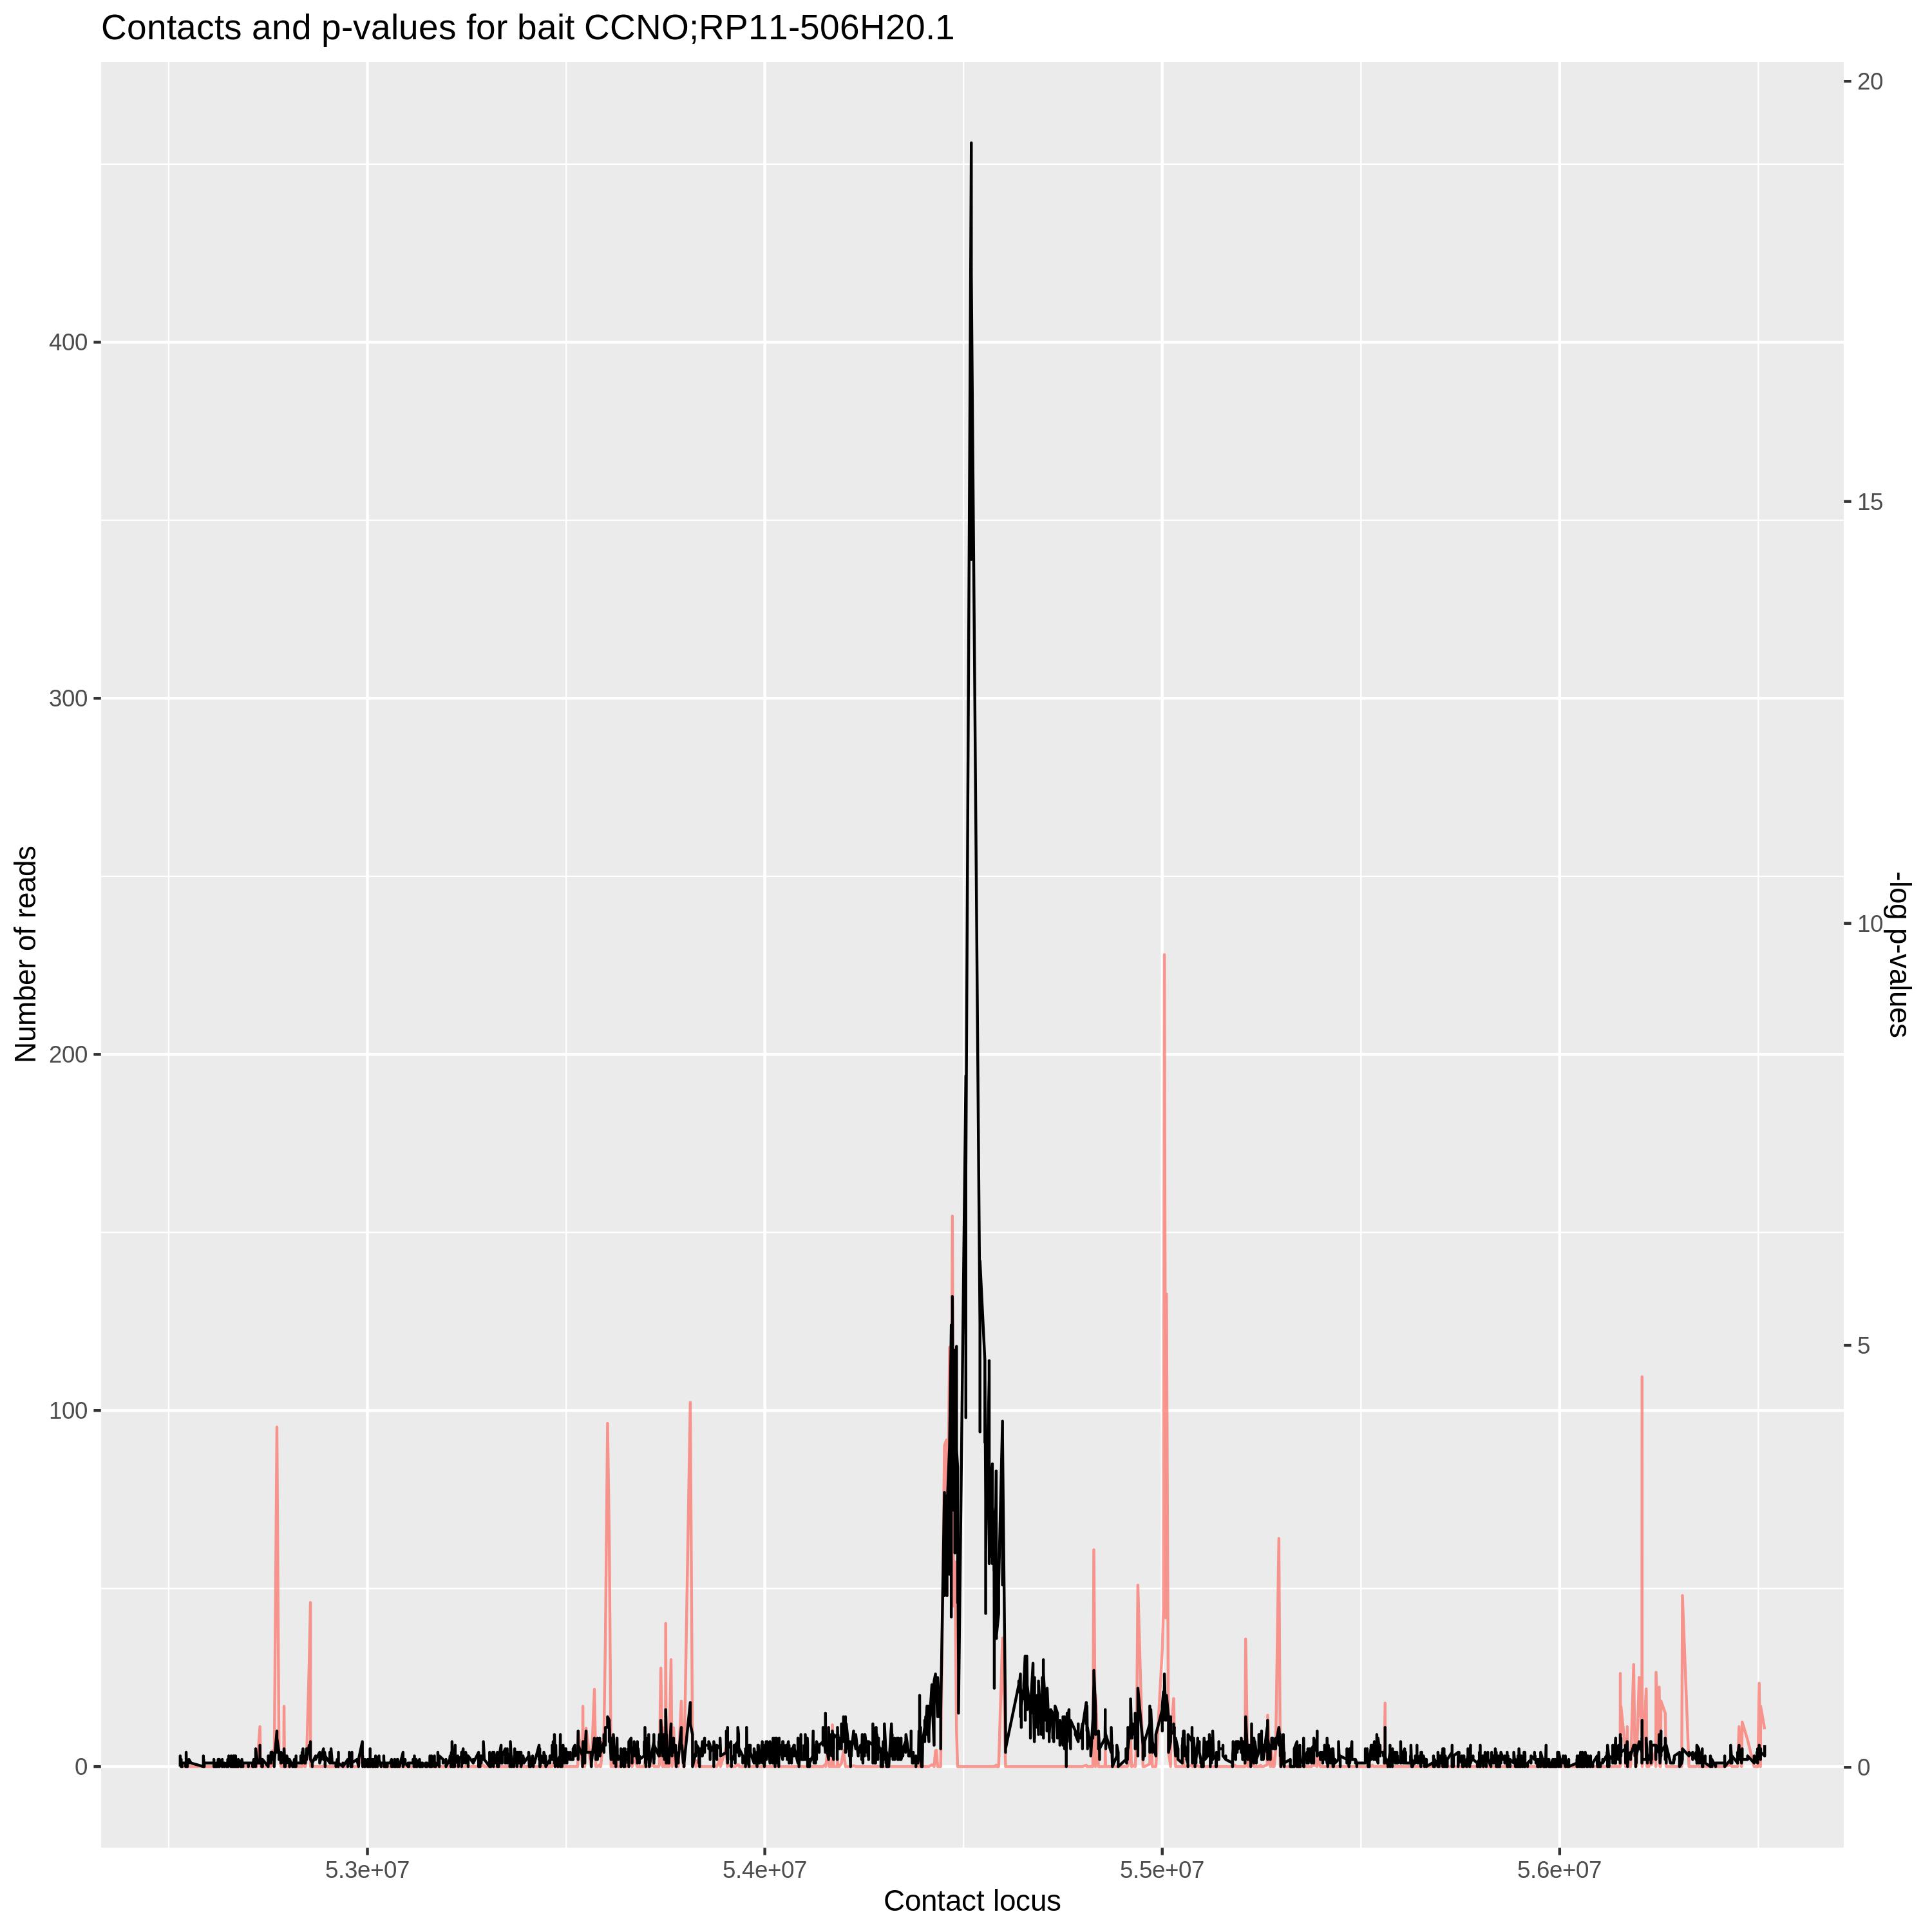 Contacts and p-values for bait CCNO;RP11-506H20.1
Number of reads
400
300
200
100
0
20
15
10
5
0
-log p-values
5.3e+07 5.4e+07 5.5e+07 5.6e+07
Contact locus